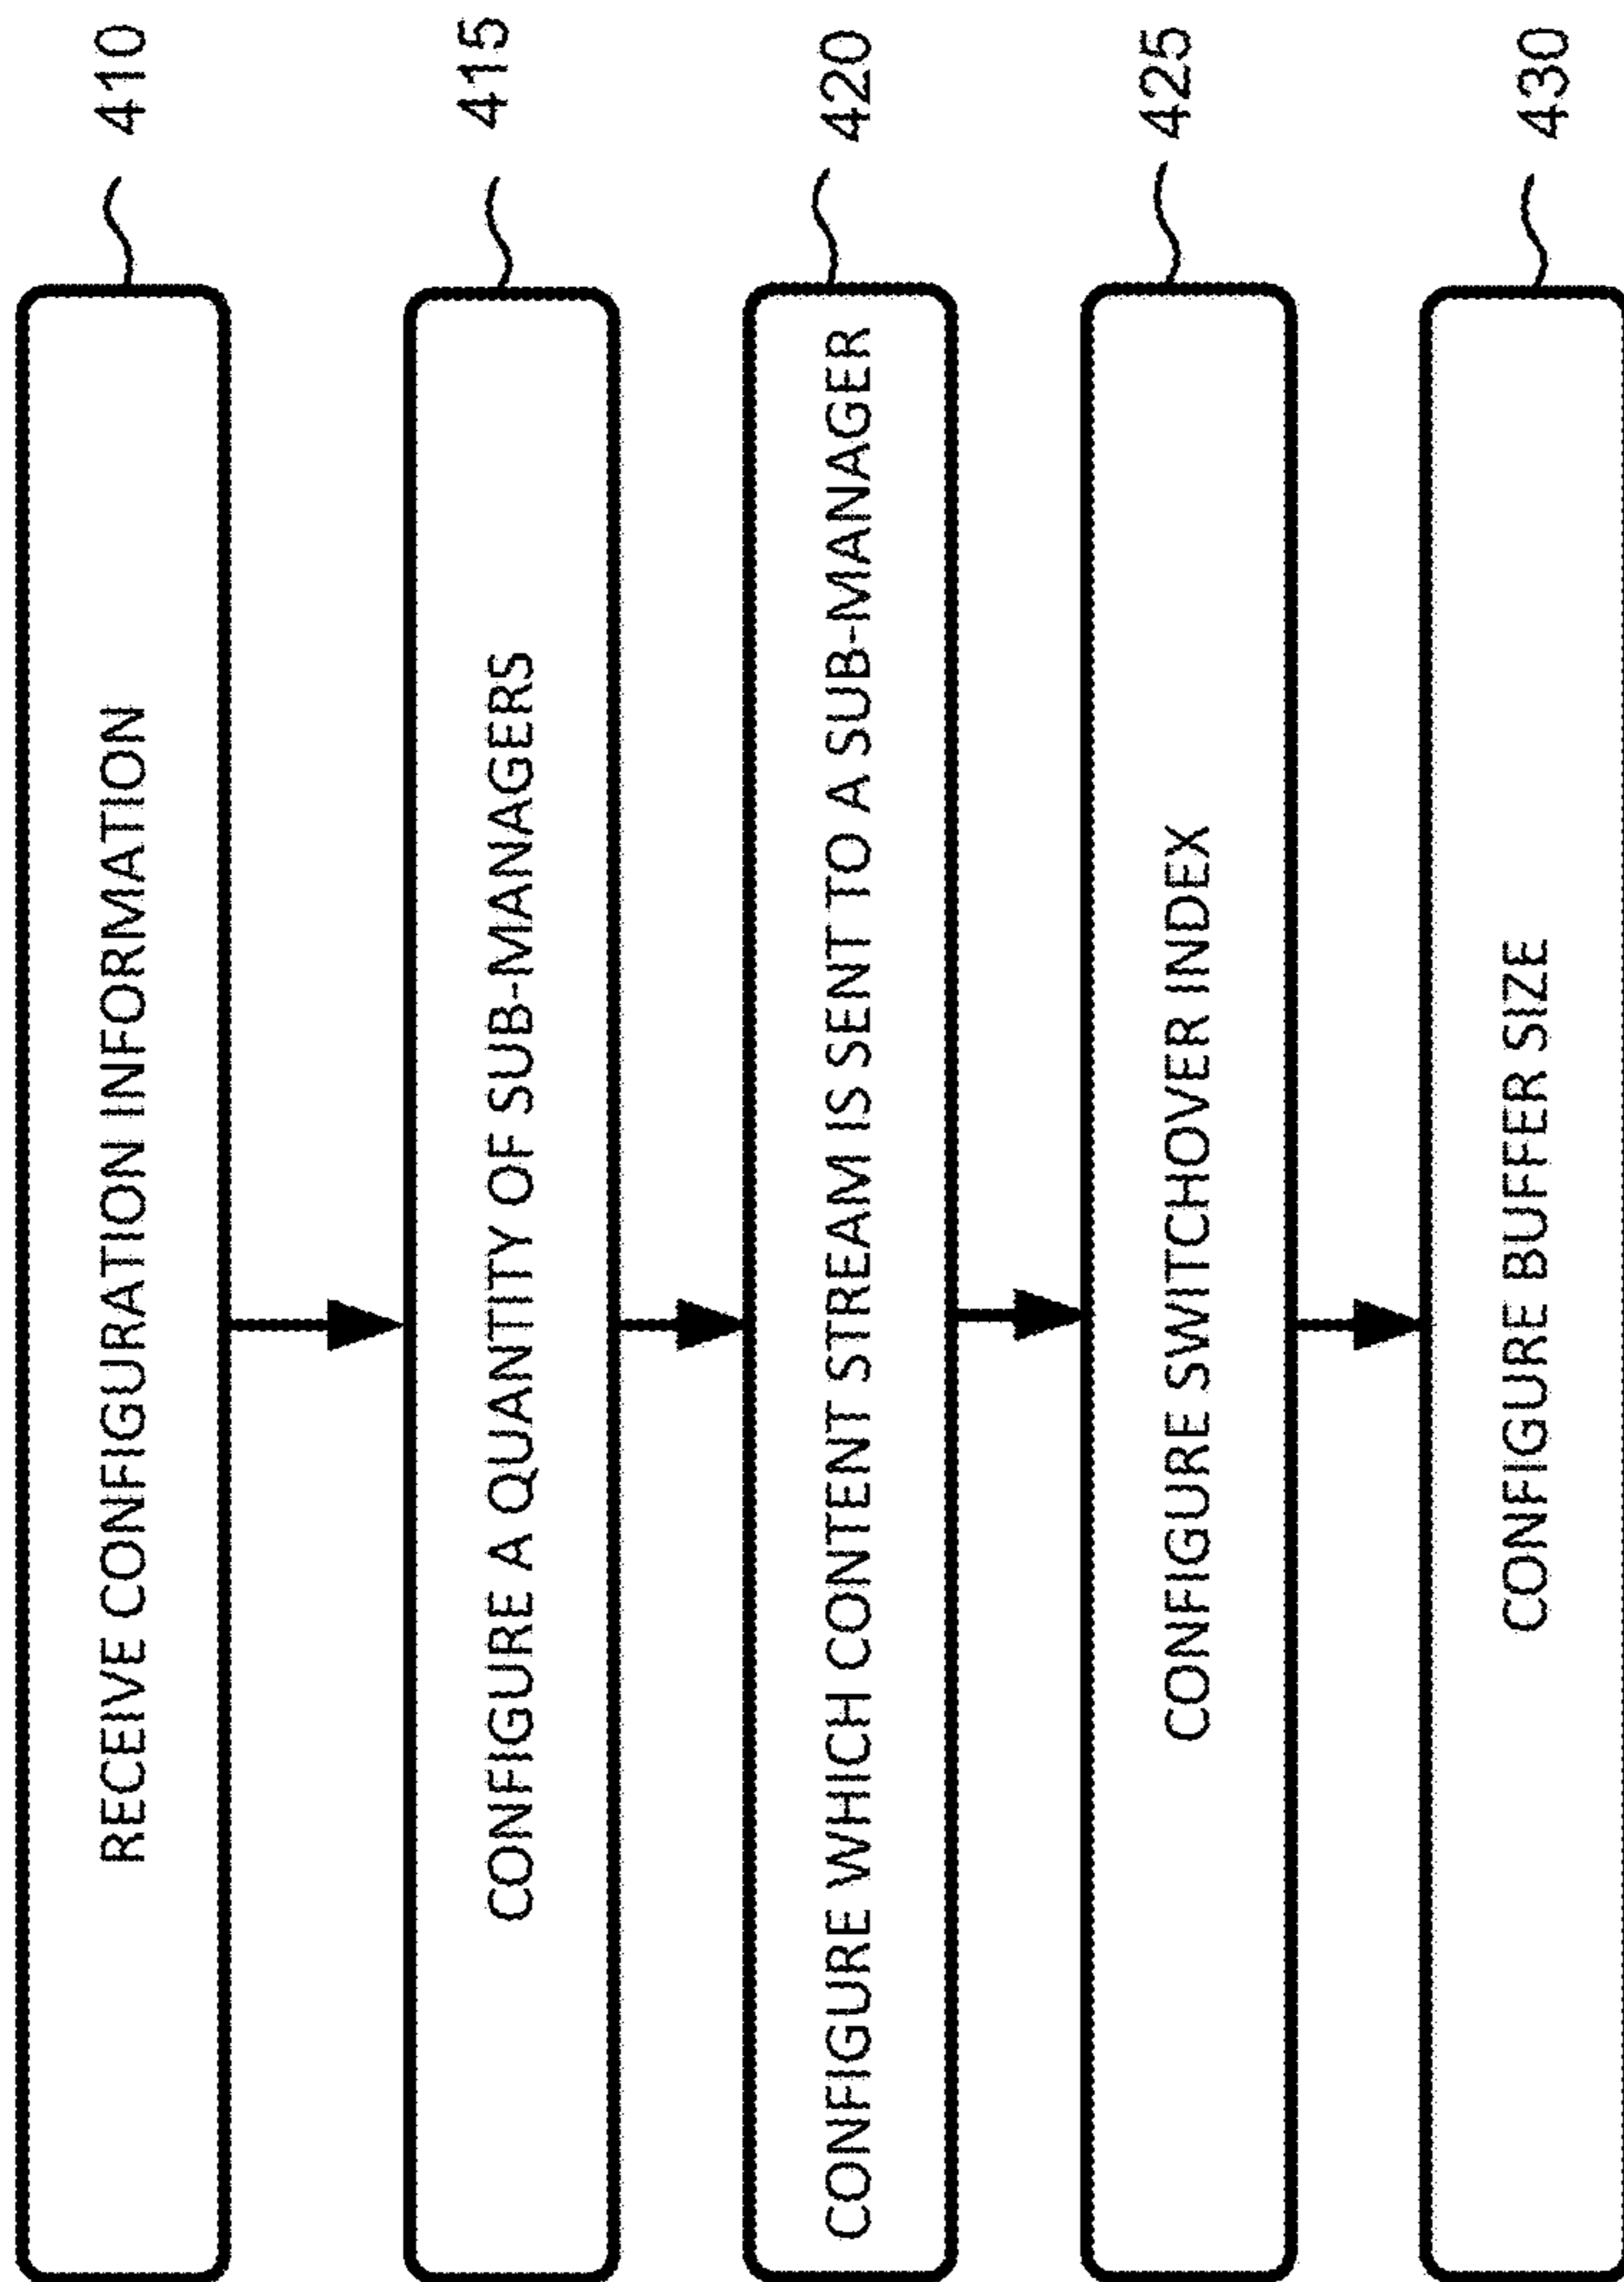 RECEIVE CONFIGURATION INFORMATION
410
CONFIGURE A QUANTITY OF SUB-MANAGERS
415
CONFIGURE WHICH CONTENT STREAM IS SENT TO A SUB-MANAGER
420
CONFIGURE SWITCHOVER INDEX
425
CONFIGURE BUFFER SIZE
430